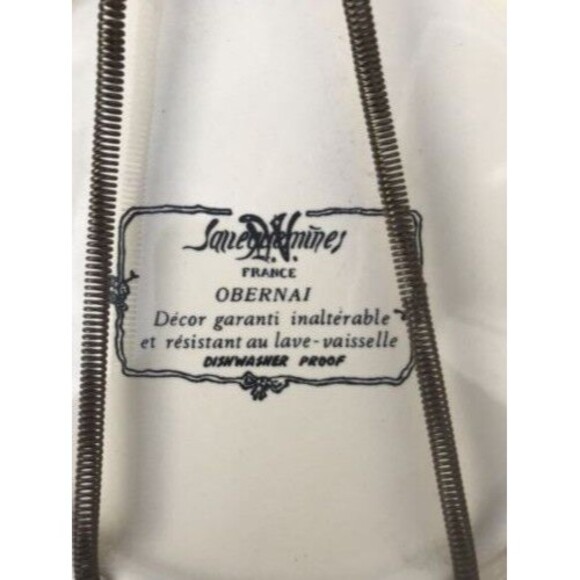 Sarreguemines
D.V.
FRANCE
OBERNAI
Décor garanti inaltérable
et résistant au lave-vaisselle
DISHWASHER PROOF